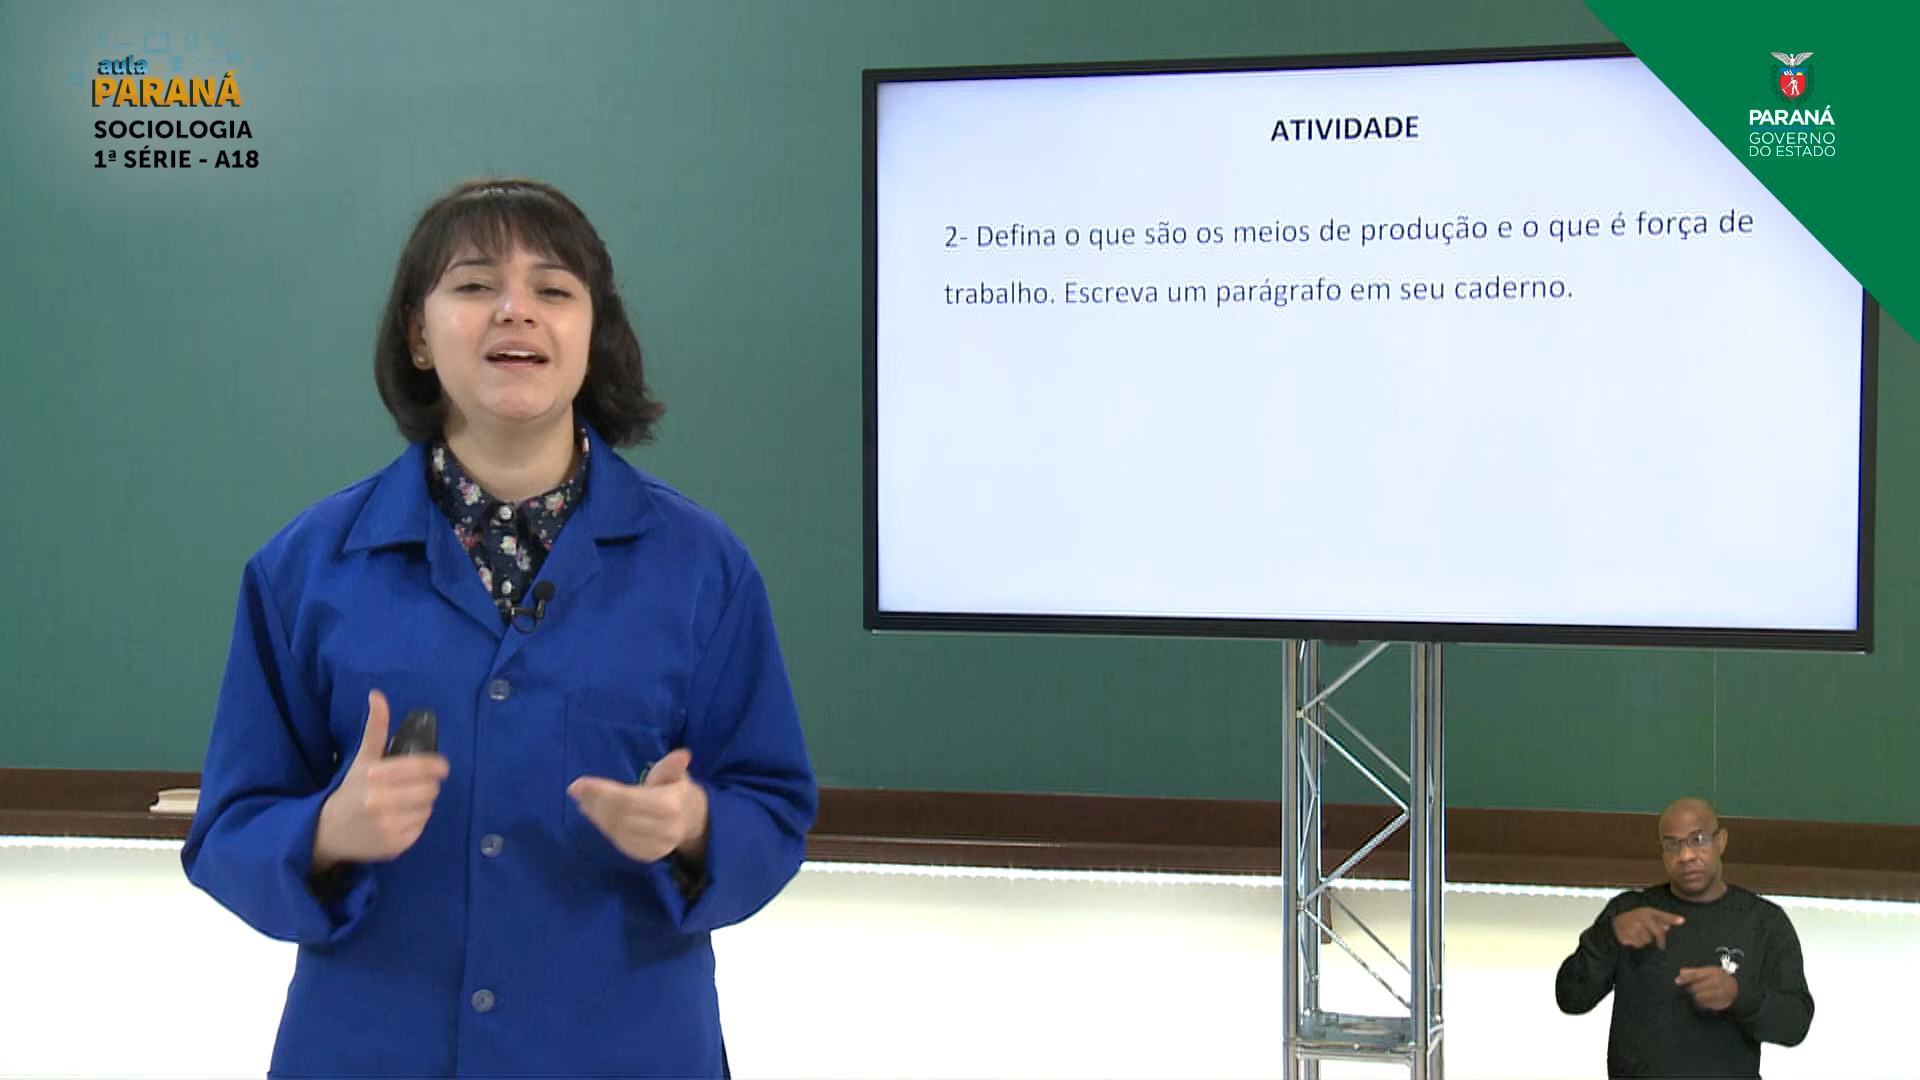 aula
PARANÁ
SOCIOLOGIA
1ª SÉRIE - A18
ATIVIDADE
2- Defina o que são os meios de produção e o que é força de
trabalho. Escreva um parágrafo em seu caderno.
PARANÁ
GOVERNO
DO ESTADO